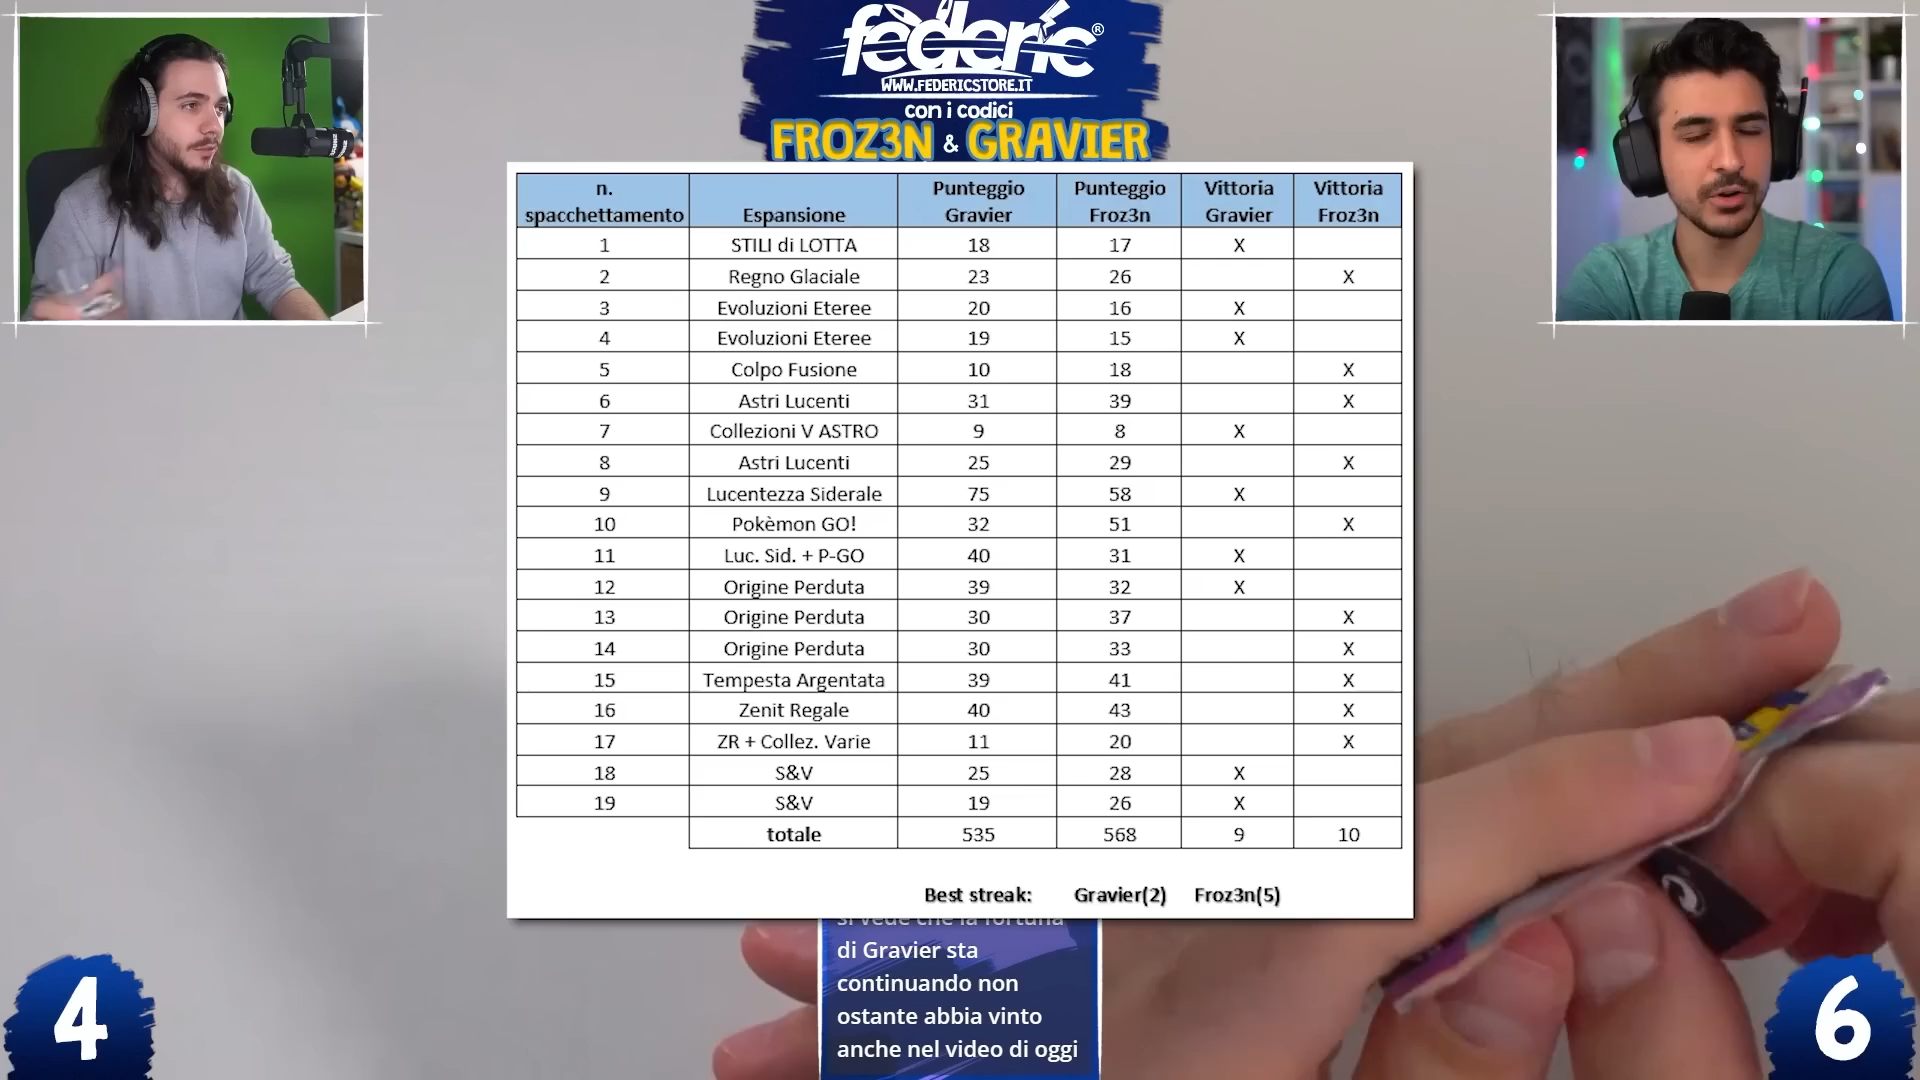 federic®
WWW.FEDERICSTORE.IT
con i codici
FROZ3N & GRAVIER
n. spacchettamento Espansione Punteggio Gravier Punteggio Froz3n Vittoria Gravier Vittoria Froz3n
1 STILI di LOTTA 18 17 X
2 Regno Glaciale 23 26 X
3 Evoluzioni Eteree 20 16 X
4 Evoluzioni Eteree 19 15 X
5 Colpo Fusione 10 18 X
6 Astri Lucenti 31 39 X
7 Collezioni V ASTRO 9 8 X
8 Astri Lucenti 25 29 X
9 Lucentezza Siderale 75 58 X
10 Pokèmon GO! 32 51 X
11 Luc. Sid. + P-GO 40 31 X
12 Origine Perduta 39 32 X
13 Origine Perduta 30 37 X
14 Origine Perduta 30 33 X
15 Tempesta Argentata 39 41 X
16 Zenit Regale 40 43 X
17 ZR + Collez. Varie 11 20 X
18 S&V 25 28 X
19 S&V 19 26 X
totale 535 568 9 10
Best streak: Gravier(2) Froz3n(5)
si vede che la fortuna
di Gravier sta
continuando non
ostante abbia vinto
anche nel video di oggi
4
6